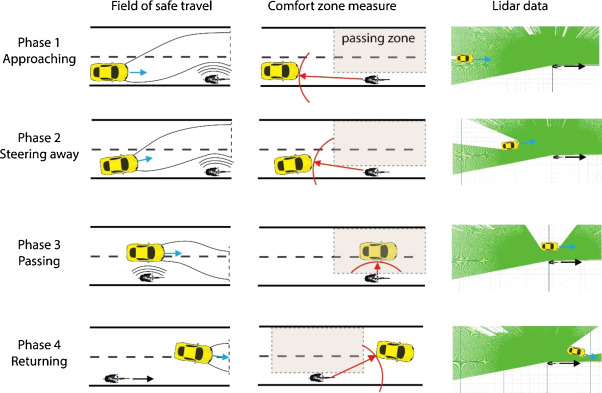 Field of safe travel
Comfort zone measure
Lidar data
Phase 1
Approaching
passing zone
Phase 2
Steering away
Phase 3
Passing
Phase 4
Returning